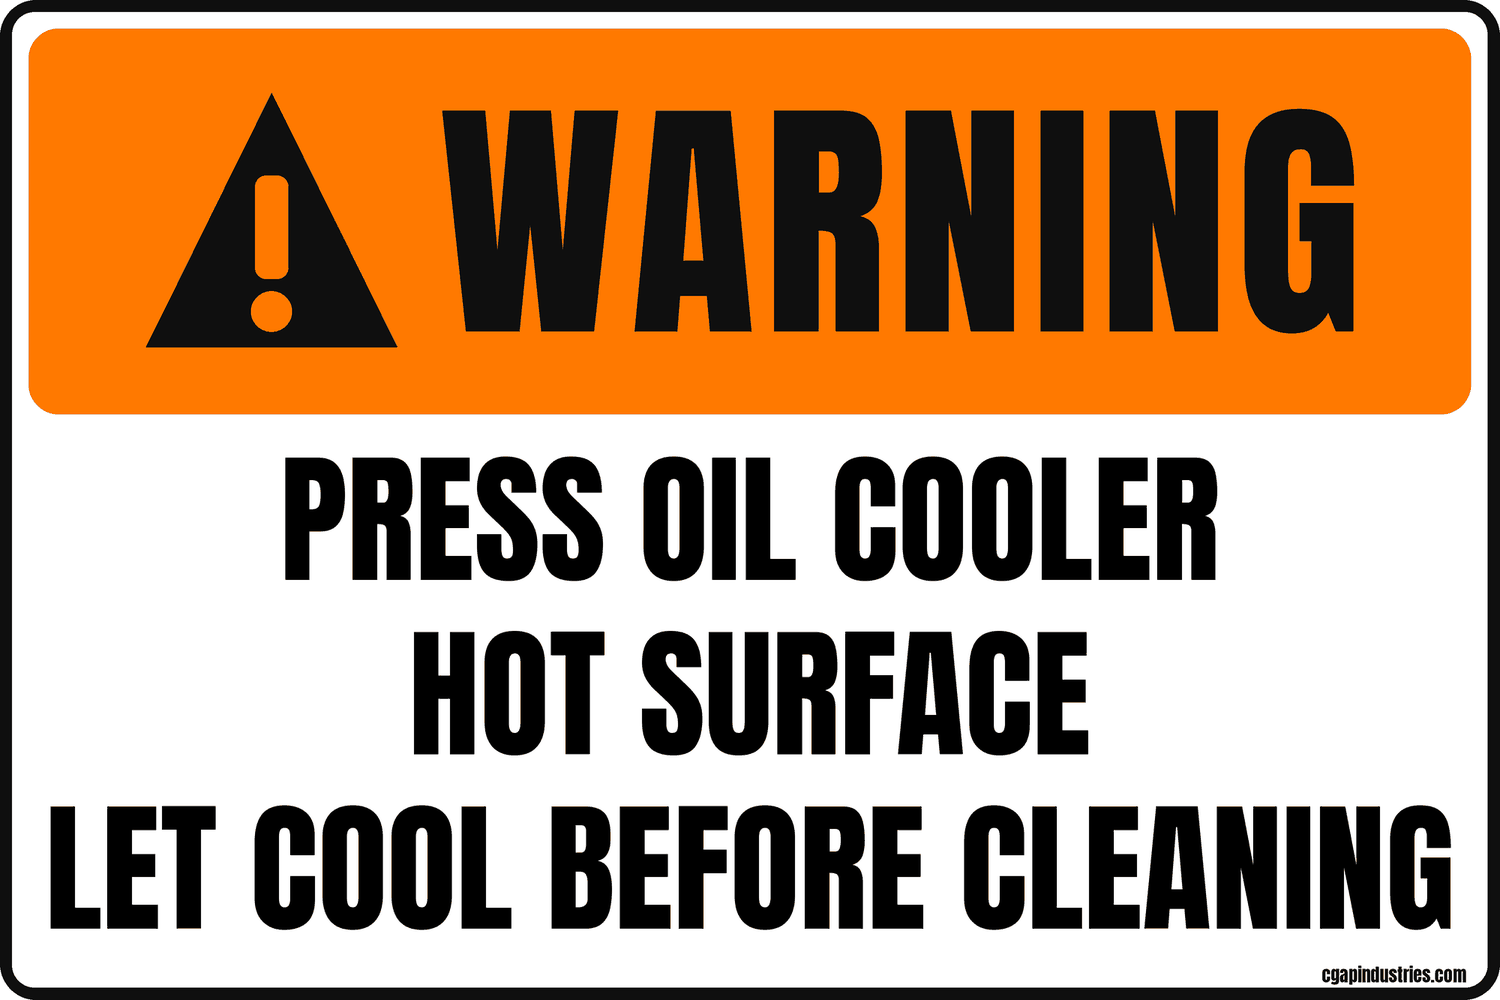 WARNING
PRESS OIL COOLER
HOT SURFACE
LET COOL BEFORE CLEANING
cgapindustries.com